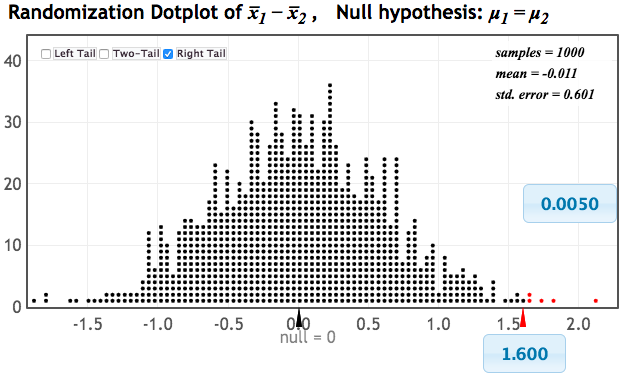 Randomization Dotplot of x̄₁ − x̄₂ , Null hypothesis: μ₁ = μ₂
Left Tail Two-Tail Right Tail
samples = 1000
mean = -0.011
std. error = 0.601
40
30
20
10
0
0.0050
-1.5 -1.0 -0.5 0.0 0.5 1.0 1.5 2.0
null = 0
1.600